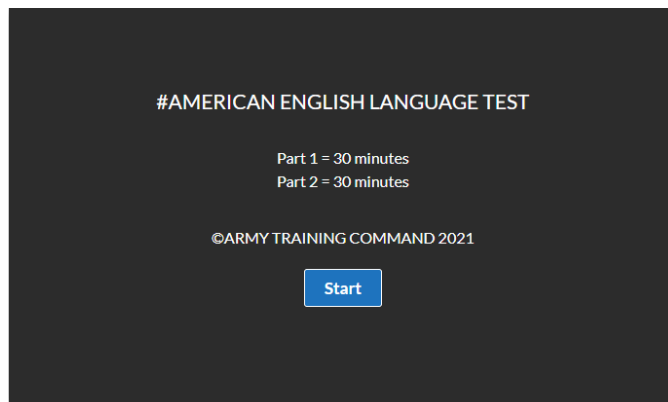 #AMERICAN ENGLISH LANGUAGE TEST
Part 1 = 30 minutes
Part 2 = 30 minutes
©ARMY TRAINING COMMAND 2021
Start